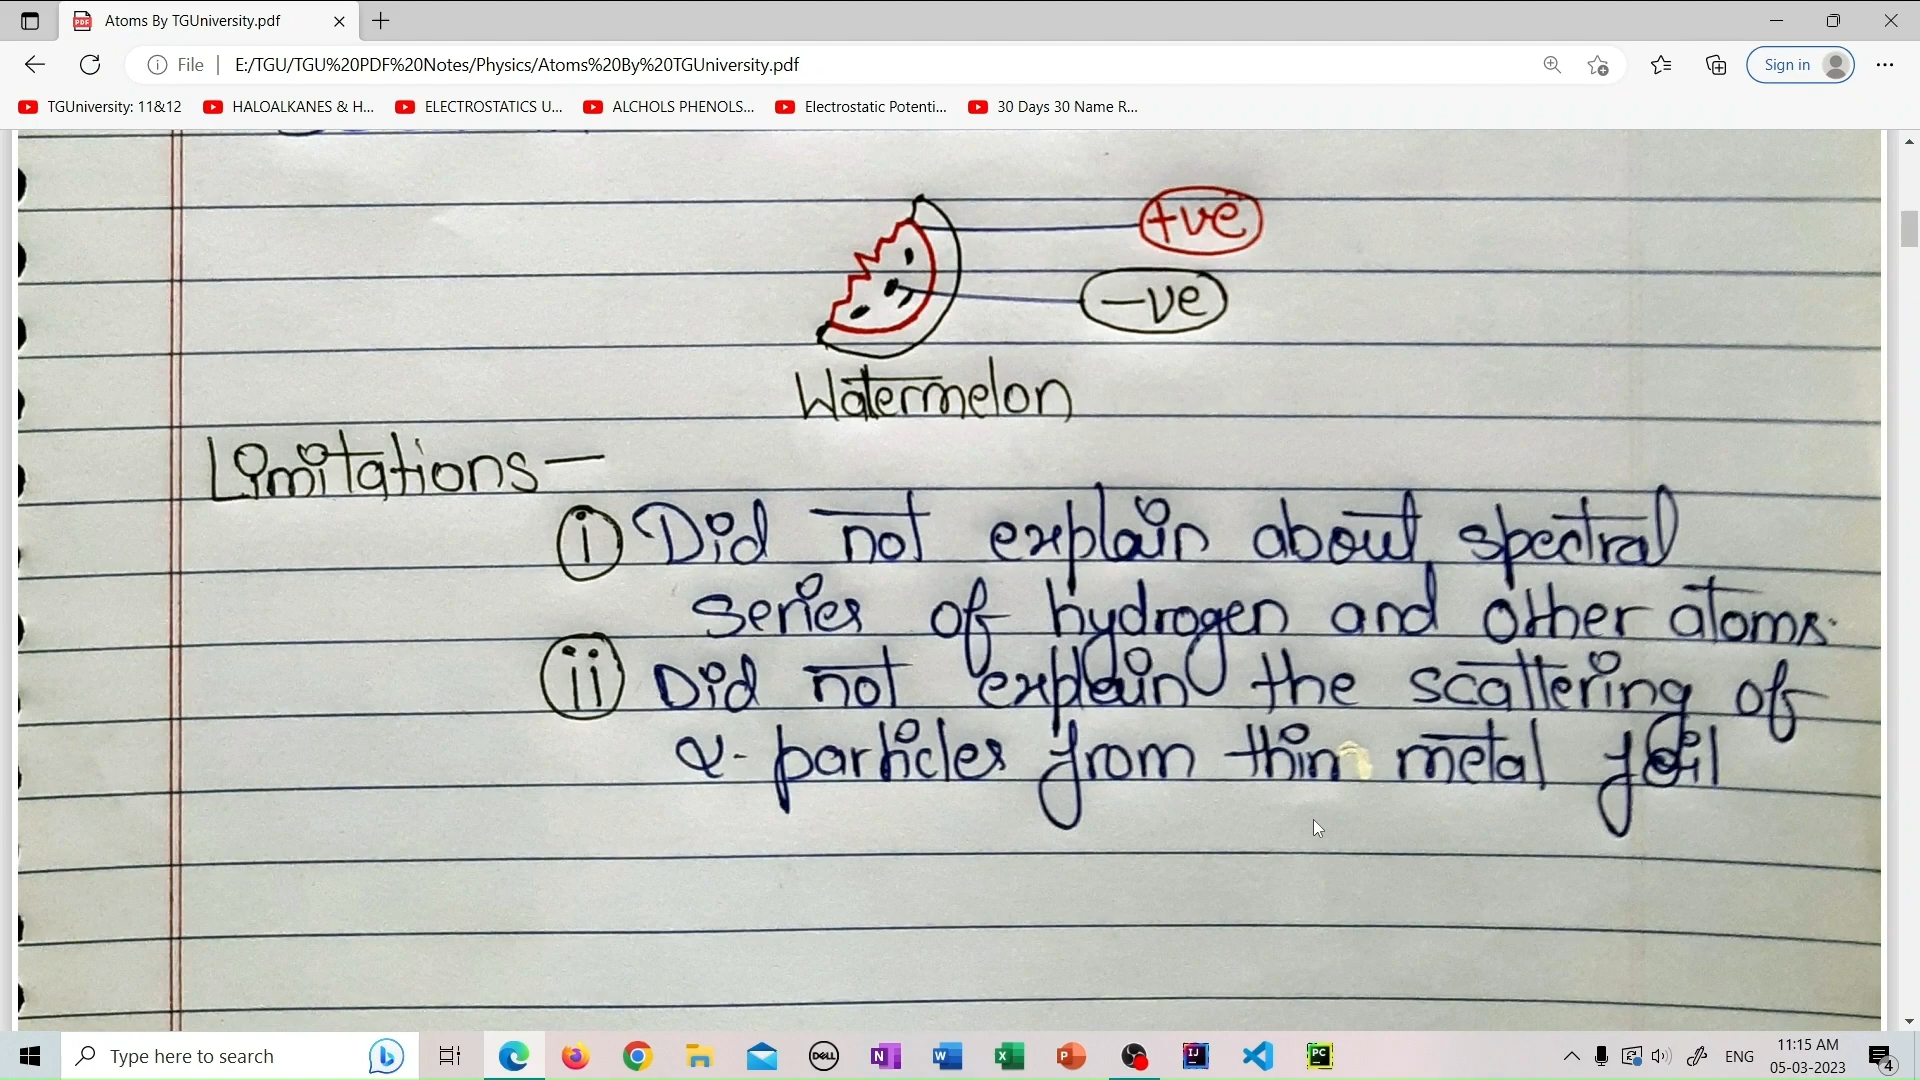 Atoms By TGUniversity.pdf
File E:/TGU/TGU%20PDF%20Notes/Physics/Atoms%20By%20TGUniversity.pdf
Sign in
TGUniversity: 11&12 HALOALKANES & H... ELECTROSTATICS U... ALCHOLS PHENOLS... Electrostatic Potenti... 30 Days 30 Name R...
+ve
-ve
Watermelon
Limitations —
i Did not explain about spectral
series of hydrogen and other atoms.
ii Did not explain the scattering of
α- particles from thin metal foil
Type here to search
DELL
ENG
11:15 AM
05-03-2023
4